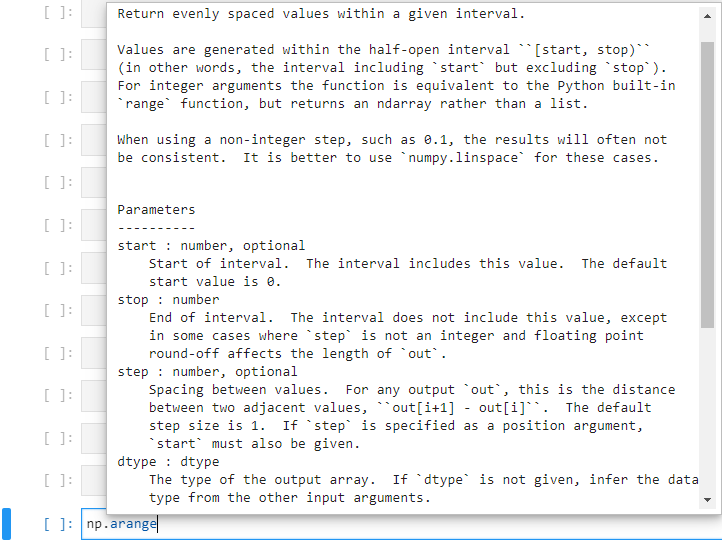 [ ]:
Return evenly spaced values within a given interval.
Values are generated within the half-open interval ``[start, stop)``
[ ]:
(in other words, the interval including `start` but excluding `stop`).
For integer arguments the function is equivalent to the Python built-in
[ ]:
`range` function, but returns an ndarray rather than a list.
[ ]:
When using a non-integer step, such as 0.1, the results will often not
be consistent.  It is better to use `numpy.linspace` for these cases.
[ ]:
Parameters
[ ]:
----------
start : number, optional
[ ]:
Start of interval.  The interval includes this value.  The default
start value is 0.
stop : number
[ ]:
End of interval.  The interval does not include this value, except
in some cases where `step` is not an integer and floating point
[ ]:
round-off affects the length of `out`.
step : number, optional
[ ]:
Spacing between values.  For any output `out`, this is the distance
between two adjacent values, ``out[i+1] - out[i]``.  The default
step size is 1.  If `step` is specified as a position argument,
[ ]:
`start` must also be given.
dtype : dtype
[ ]:
The type of the output array.  If `dtype` is not given, infer the data
type from the other input arguments.
[ ]: np.arange